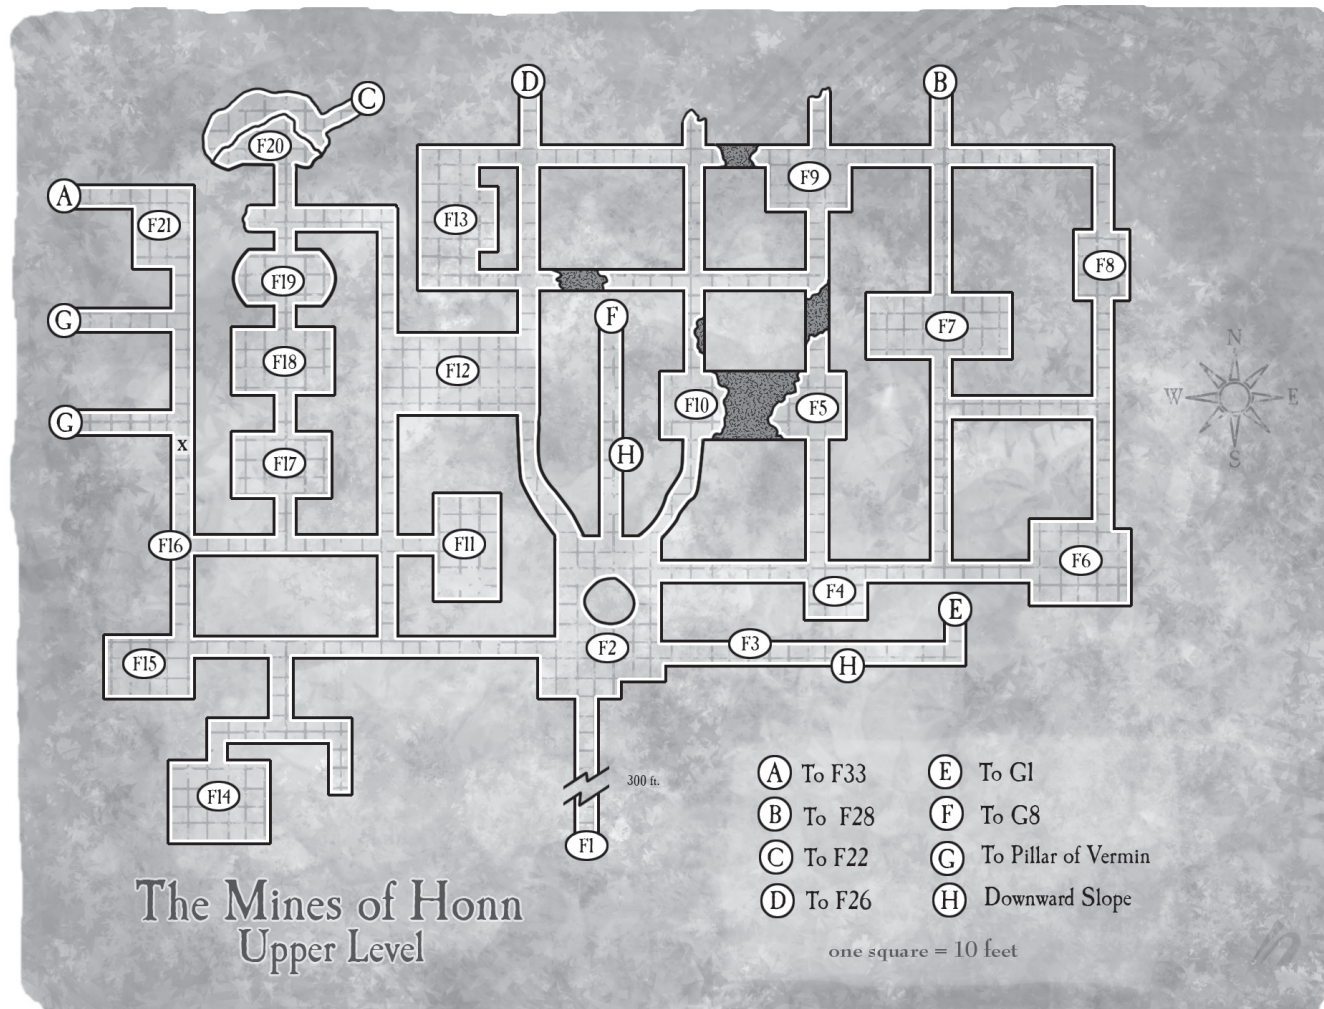 D
B
C
F20
F9
A
F21
F13
F8
F19
G
F
F7
N
F18
F12
W
E
F10
F5
G
x
S
F17
H
F16
F11
F6
F4
E
F2
F3
F15
H
300 ft.
F14
F1
A To F33
B To F28
C To F22
D To F26
E To G1
F To G8
G To Pillar of Vermin
H Downward Slope
one square = 10 feet
The Mines of Honn
Upper Level